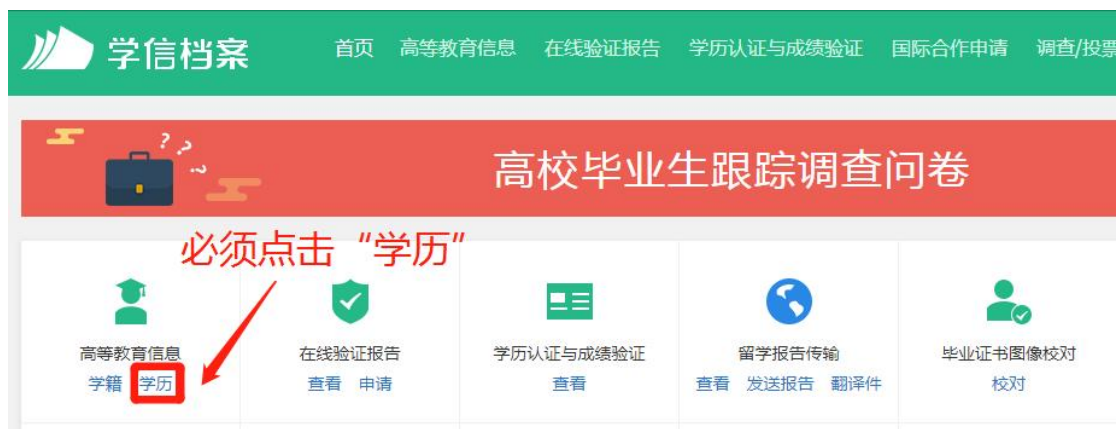 学信档案
首页 高等教育信息 在线验证报告 学历认证与成绩验证 国际合作申请 调查/投票
? ? ?
高校毕业生跟踪调查问卷
必须点击“学历”
高等教育信息 在线验证报告 学历认证与成绩验证 留学报告传输 毕业证书图像校对
学籍 学历 查看 申请 查看 查看 发送报告 翻译件 校对